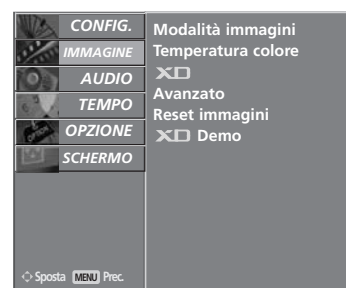 CONFIG.
IMMAGINE
AUDIO
TEMPO
OPZIONE
SCHERMO
Modalità immagini
Temperatura colore
XD
Avanzato
Reset immagini
XD Demo
Sposta MENU Prec.